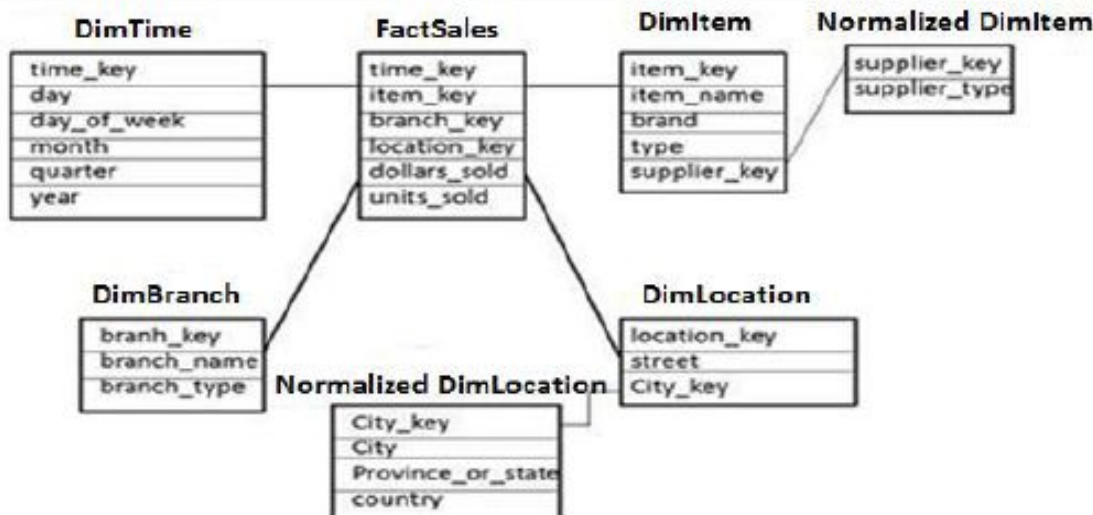 DimTime
time_key
day
day_of_week
month
quarter
year
FactSales
time_key
item_key
branch_key
location_key
dollars_sold
units_sold
DimItem
item_key
item_name
brand
type
supplier_key
Normalized DimItem
supplier_key
supplier_type
DimBranch
branh_key
branch_name
branch_type
DimLocation
location_key
street
City_key
Normalized DimLocation
City_key
City
Province_or_state
country